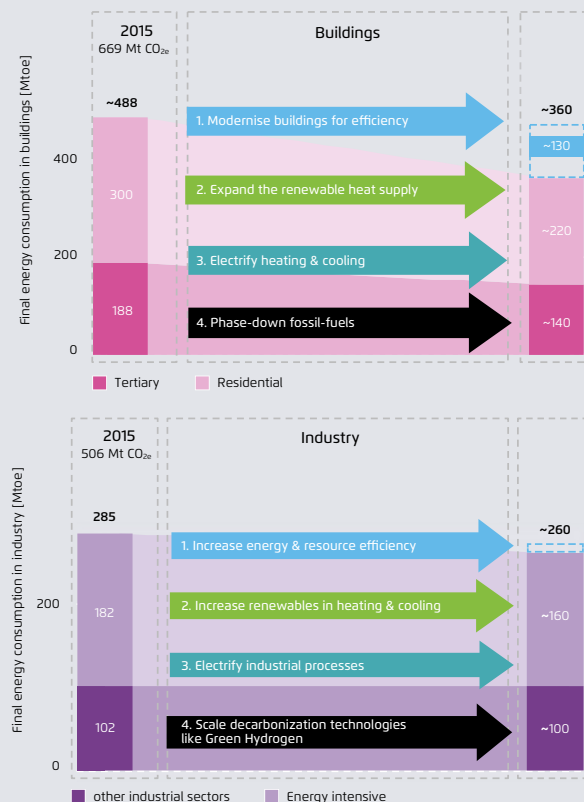 2015
669 Mt CO2e
Buildings
Final energy consumption in buildings [Mtoe]
~488
~360
1. Modernise buildings for efficiency
~130
400
2. Expand the renewable heat supply
300
~220
200
3. Electrify heating & cooling
188
4. Phase-down fossil-fuels
~140
0
Tertiary
Residential
2015
506 Mt CO2e
Industry
Final energy consumption in industry [Mtoe]
285
~260
1. Increase energy & resource efficiency
200
182
2. Increase renewables in heating & cooling
~160
3. Electrify industrial processes
102
4. Scale decarbonization technologies
like Green Hydrogen
~100
0
other industrial sectors
Energy intensive